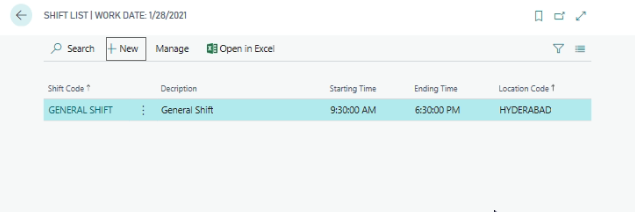 SHIFT LIST | WORK DATE: 1/28/2021
Search + New Manage Open in Excel
Shift Code ↑ Decription Starting Time Ending Time Location Code ↑
GENERAL SHIFT General Shift 9:30:00 AM 6:30:00 PM HYDERABAD